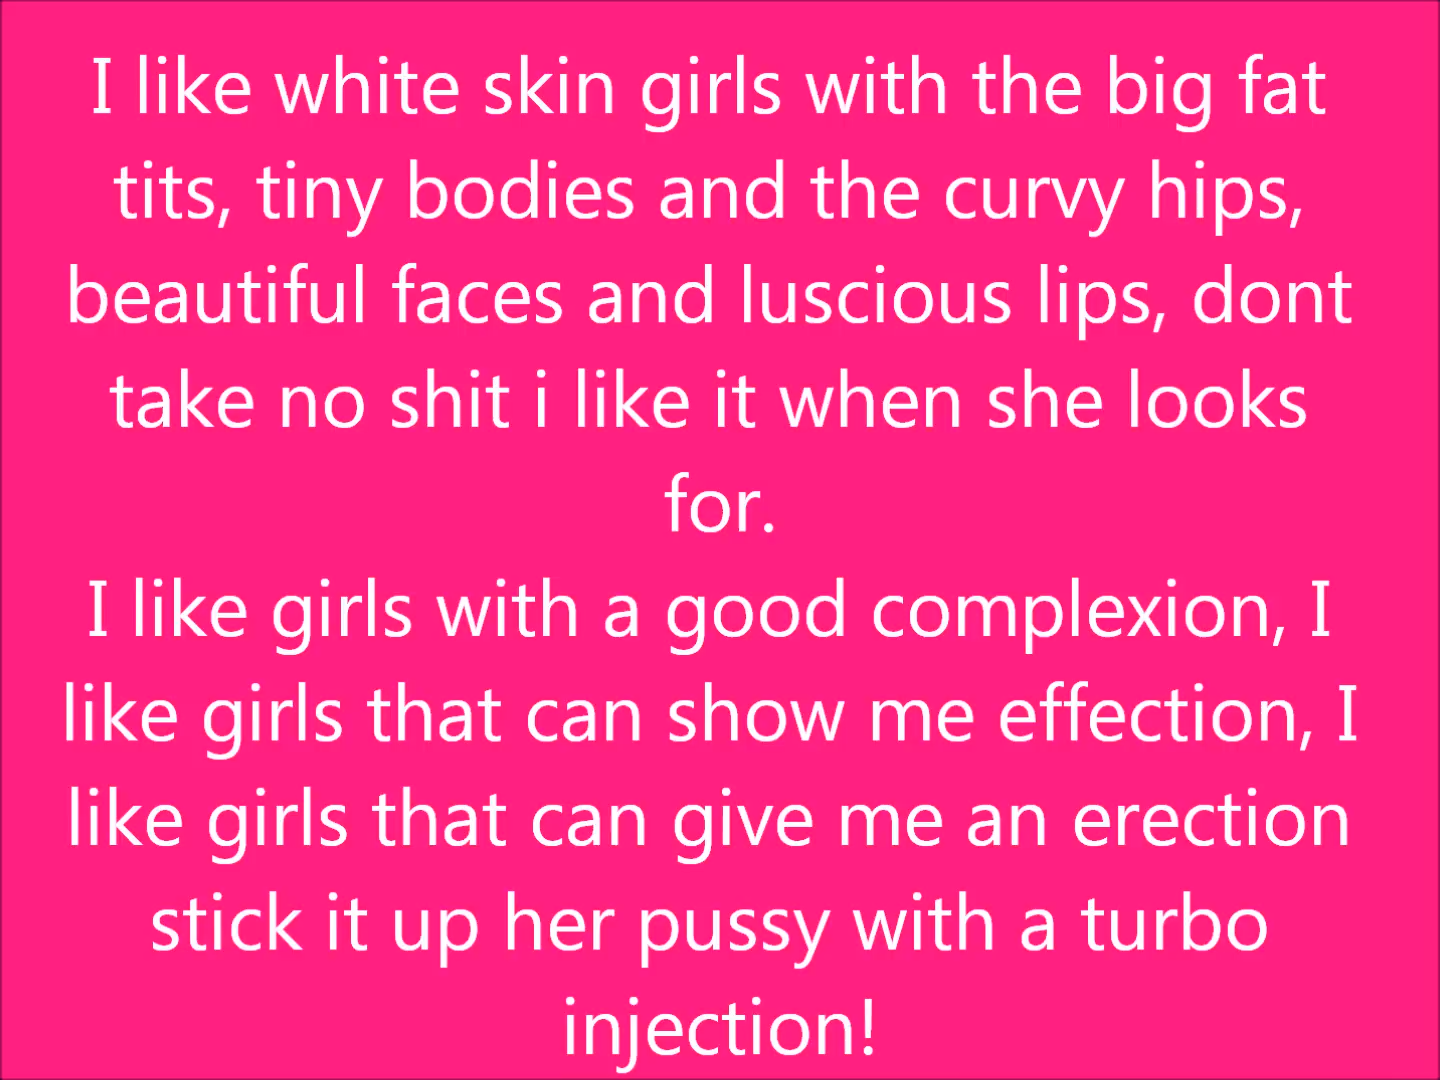 I like white skin girls with the big fat
tits, tiny bodies and the curvy hips,
beautiful faces and luscious lips, dont
take no shit i like it when she looks
for.
I like girls with a good complexion, I
like girls that can show me effection, I
like girls that can give me an erection
stick it up her pussy with a turbo
injection!